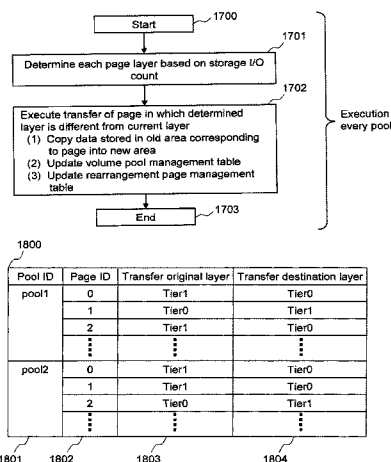 Start
1700
1701
Determine each page layer based on storage I/O
count
1702
Execute transfer of page in which determined
layer is different from current layer
(1) Copy data stored in old area corresponding
to page into new area
(2) Update volume pool management table
(3) Update rearrangement page management
table
Execution
every pool
End
1703
1800
Pool ID Page ID Transfer original layer Transfer destination layer
pool1 0 Tier1 Tier0
1 Tier0 Tier1
2 Tier1 Tier0
pool2 0 Tier1 Tier0
1 Tier1 Tier0
2 Tier0 Tier1
1801 1802 1803 1804